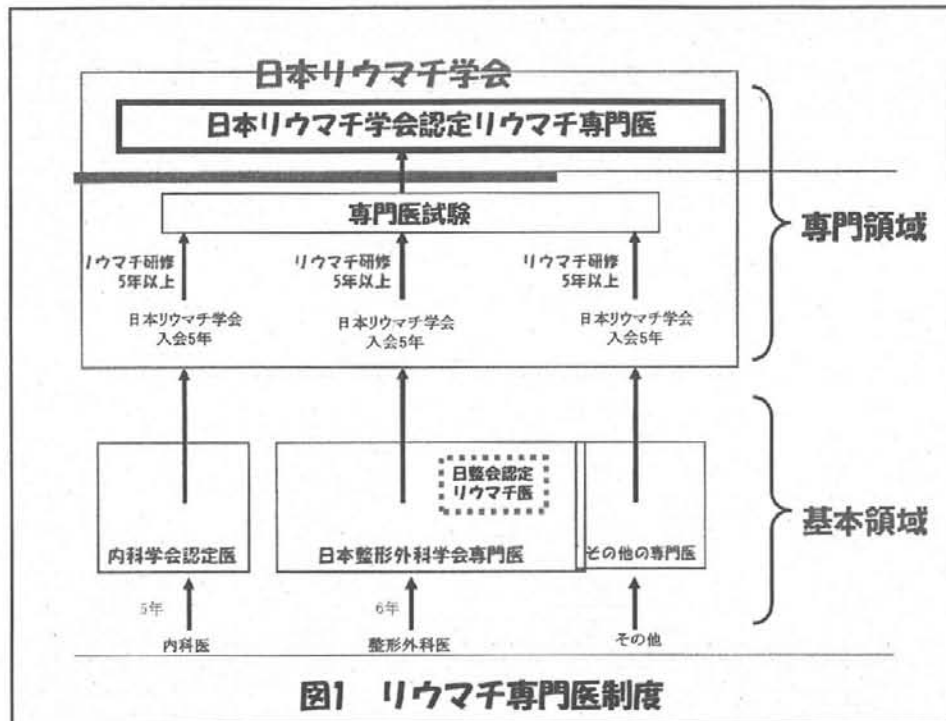 日本リウマチ学会
日本リウマチ学会認定リウマチ専門医
専門医試験
リウマチ研修
5年以上
リウマチ研修
5年以上
リウマチ研修
5年以上
日本リウマチ学会
入会5年
日本リウマチ学会
入会5年
日本リウマチ学会
入会5年
専門領域
日整会認定
リウマチ医
内科学会認定医
日本整形外科学会専門医
その他の専門医
基本領域
5年
6年
内科医
整形外科医
その他
図1 リウマチ専門医制度